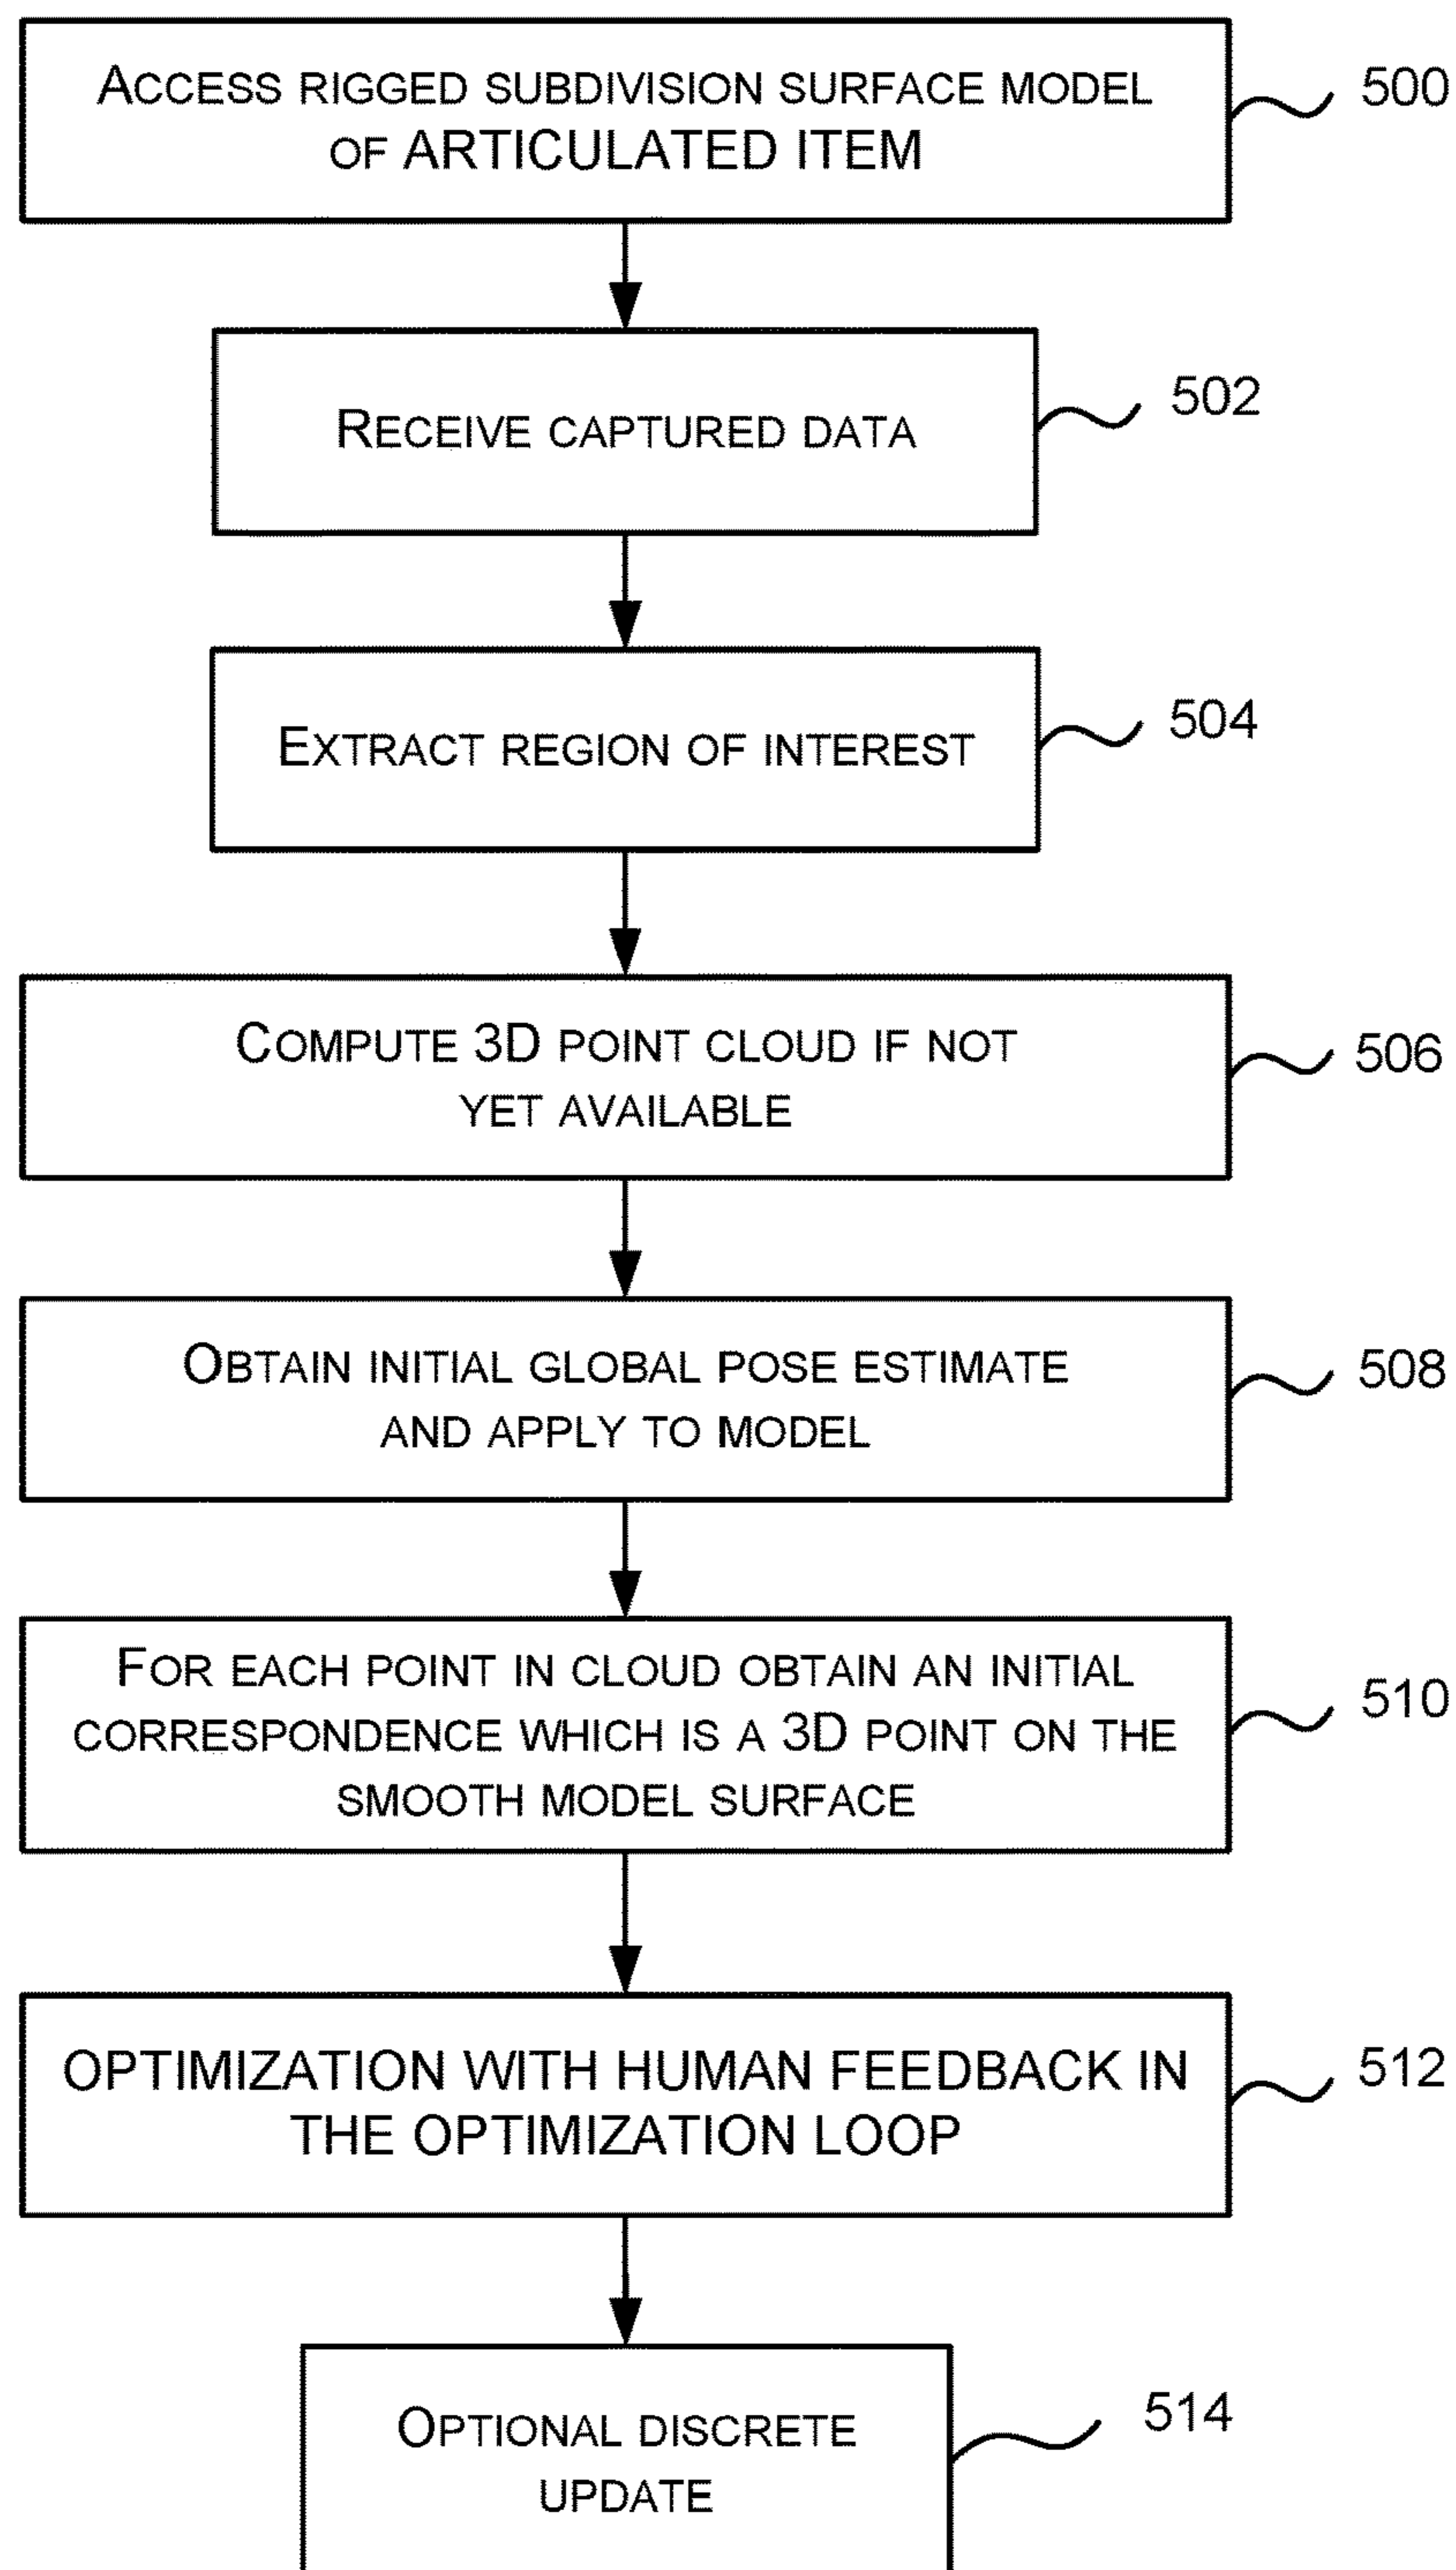 ACCESS RIGGED SUBDIVISION SURFACE MODEL
OF ARTICULATED ITEM
500
RECEIVE CAPTURED DATA
502
EXTRACT REGION OF INTEREST
504
COMPUTE 3D POINT CLOUD IF NOT
YET AVAILABLE
506
OBTAIN INITIAL GLOBAL POSE ESTIMATE
AND APPLY TO MODEL
508
FOR EACH POINT IN CLOUD OBTAIN AN INITIAL
CORRESPONDENCE WHICH IS A 3D POINT ON THE
SMOOTH MODEL SURFACE
510
OPTIMIZATION WITH HUMAN FEEDBACK IN
THE OPTIMIZATION LOOP
512
OPTIONAL DISCRETE
UPDATE
514